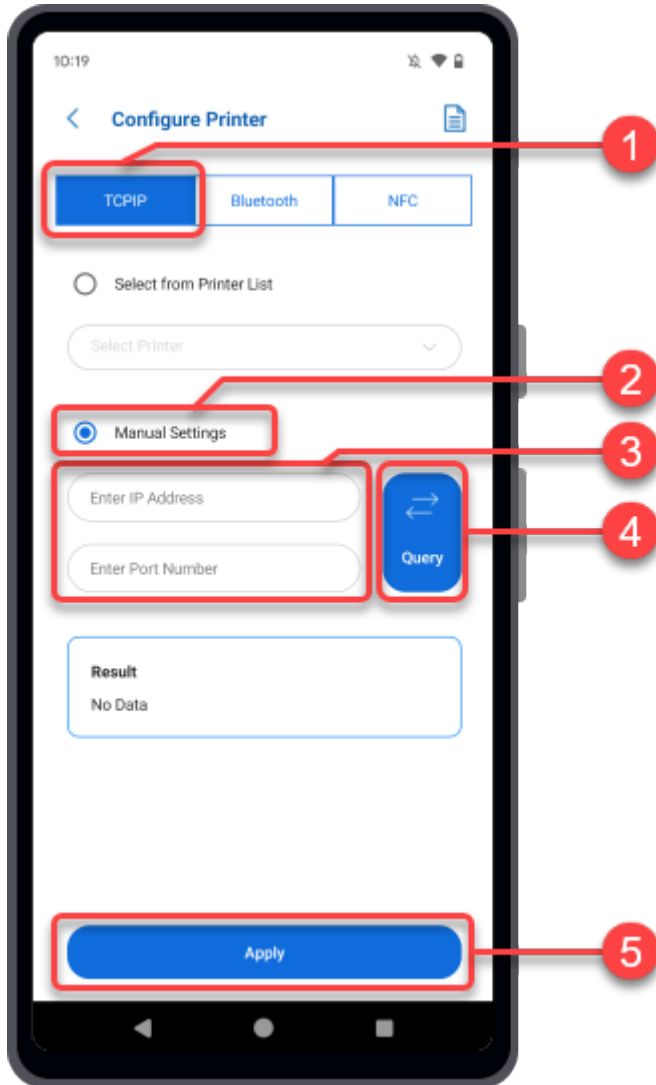 10:19
Configure Printer
1
TCPIP Bluetooth NFC
Select from Printer List
Select Printer
2
Manual Settings
3
Enter IP Address
4
Query
Enter Port Number
Result
No Data
5
Apply